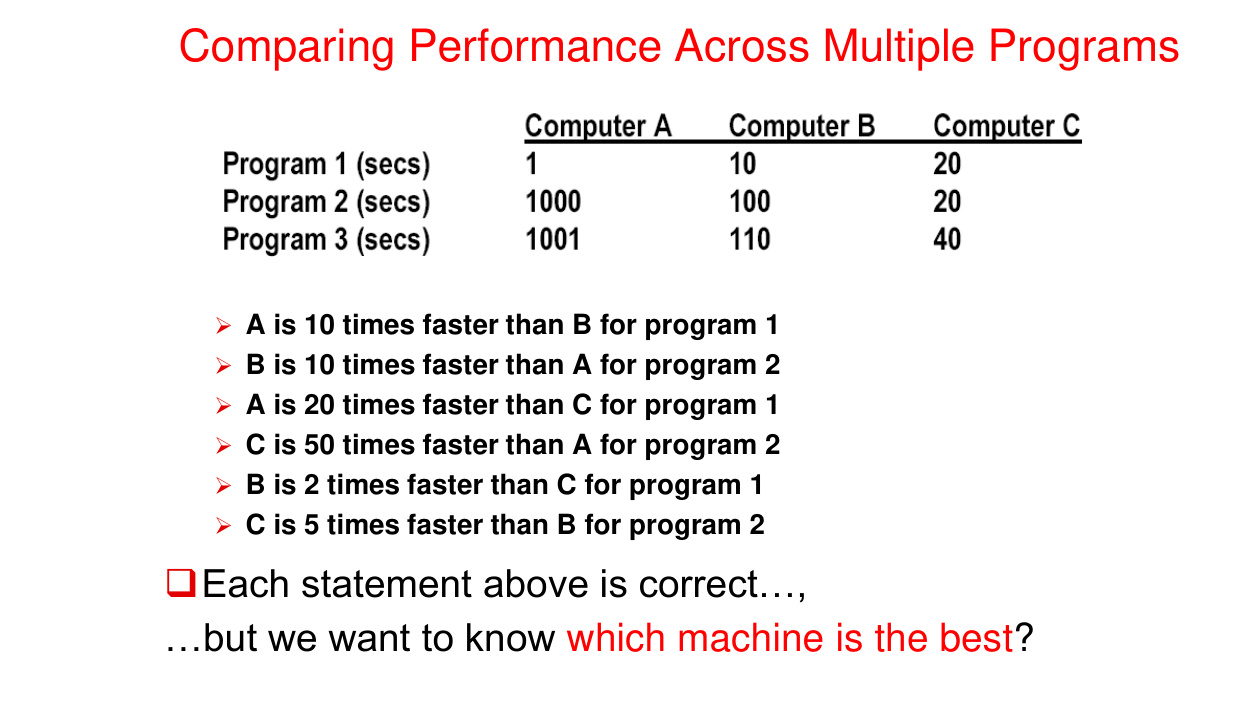 Comparing Performance Across Multiple Programs
Computer A Computer B Computer C
Program 1 (secs) 1 10 20
Program 2 (secs) 1000 100 20
Program 3 (secs) 1001 110 40
➢ A is 10 times faster than B for program 1
➢ B is 10 times faster than A for program 2
➢ A is 20 times faster than C for program 1
➢ C is 50 times faster than A for program 2
➢ B is 2 times faster than C for program 1
➢ C is 5 times faster than B for program 2
❑Each statement above is correct…,
…but we want to know which machine is the best?